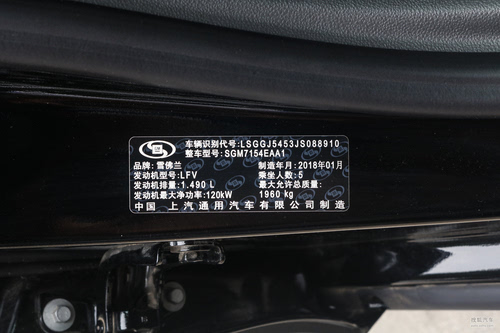 车辆识别代号:LSGGJ5453JS088910
整车型号:SGM7154EAA1
品牌:雪佛兰 制造年月:2018年01月
发动机型号:LFV 乘坐人数:5
发动机排量:1.490 L 最大允许总质量:
发动机最大净功率:120kW 1960 kg
中国 上汽通用汽车有限公司制造